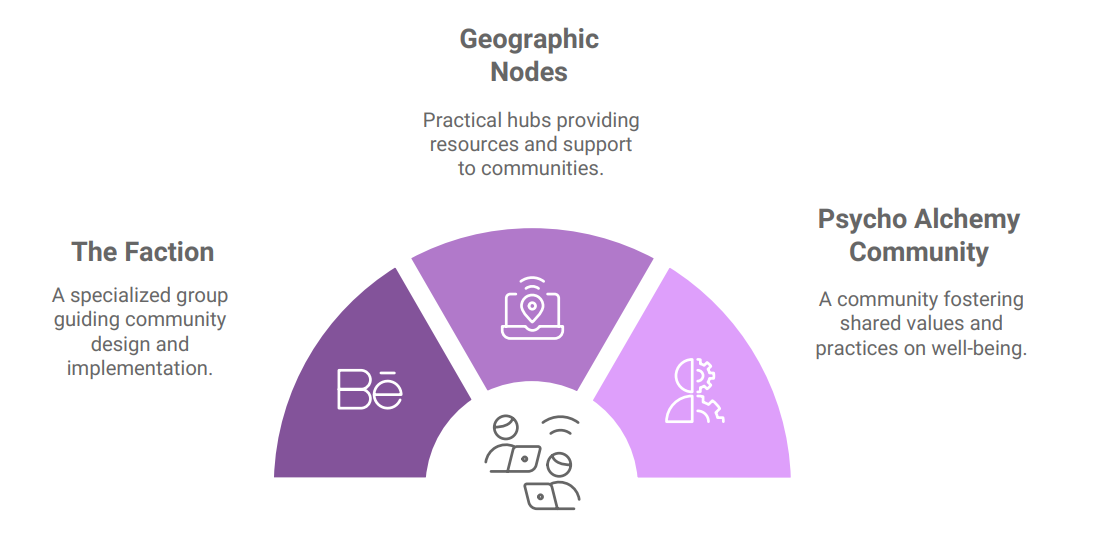 Geographic
Nodes
Practical hubs providing
resources and support
to communities.
The Faction
A specialized group
guiding community
design and
implementation.
Psycho Alchemy
Community
A community fostering
shared values and
practices on well-being.
Bē